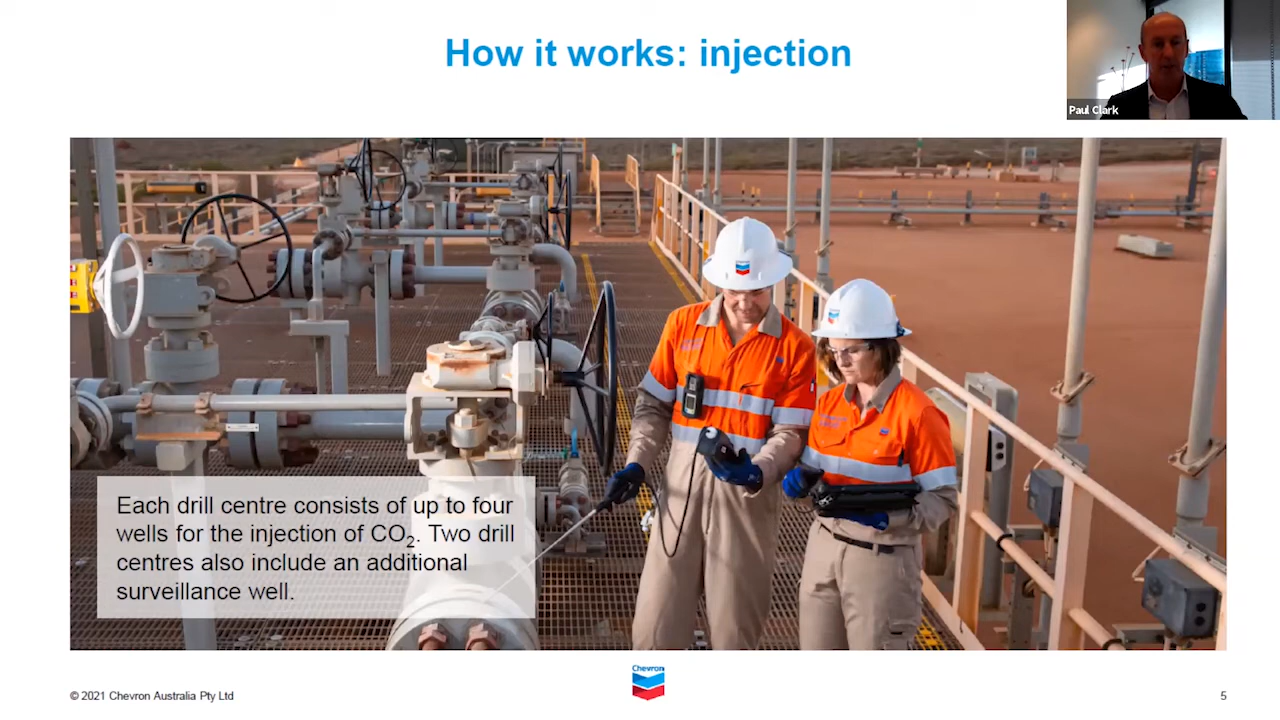 How it works: injection
Paul Clark
Each drill centre consists of up to four
wells for the injection of CO₂. Two drill
centres also include an additional
surveillance well.
Chevron
© 2021 Chevron Australia Pty Ltd
5